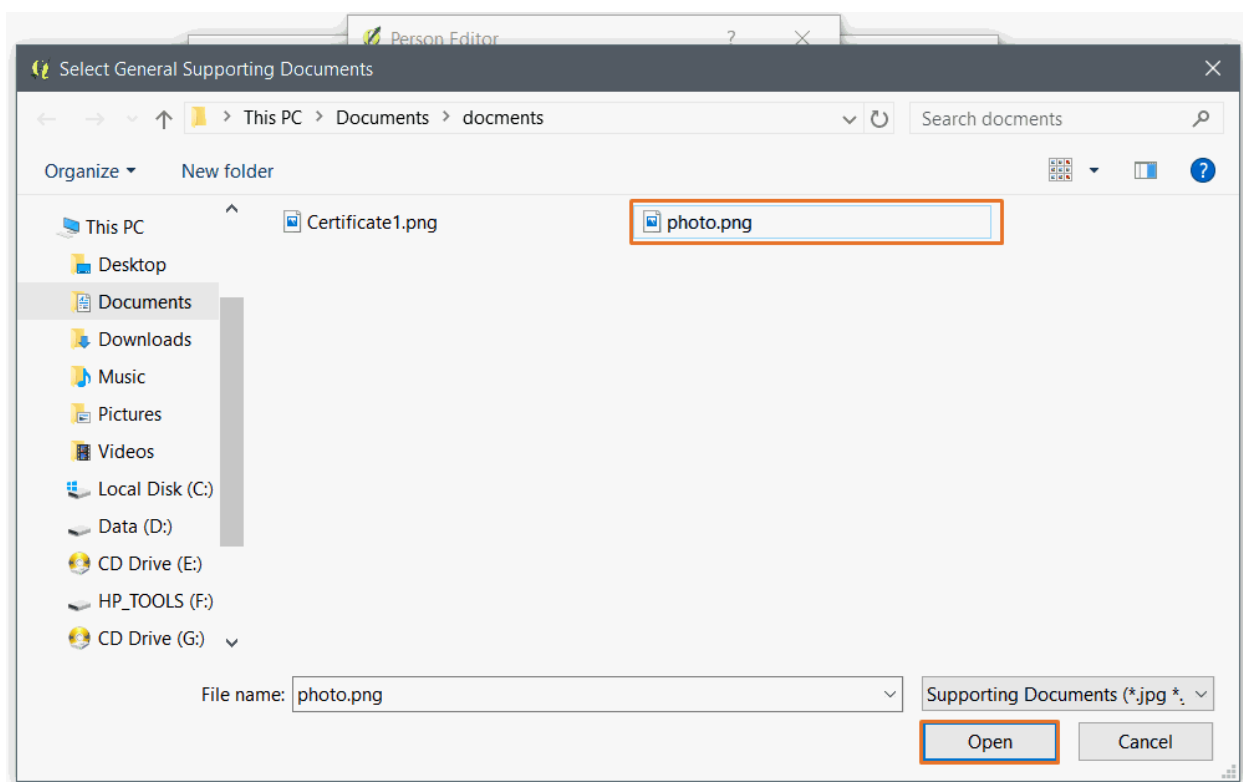 Person Editor ?
Select General Supporting Documents
This PC > Documents > docments
Search docments
Organize
New folder
?
This PC
Certificate1.png
photo.png
Desktop
Documents
Downloads
Music
Pictures
Videos
Local Disk (C:)
Data (D:)
CD Drive (E:)
HP_TOOLS (F:)
CD Drive (G:)
File name: photo.png
Supporting Documents (*.jpg *.
Open
Cancel